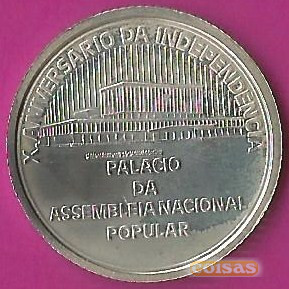 X ANIVERSÁRIO DA INDEPENDÊNCIA
PALÁCIO
DA
ASSEMBLEIA NACIONAL
POPULAR
coisas